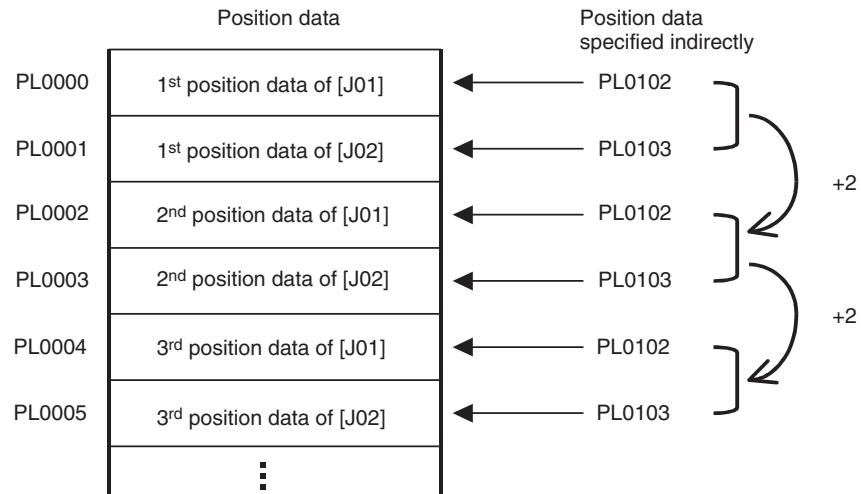 Position data
Position data
specified indirectly
PL0000 1st position data of [J01] PL0102
PL0001 1st position data of [J02] PL0103
+2
PL0002 2nd position data of [J01] PL0102
PL0003 2nd position data of [J02] PL0103
+2
PL0004 3rd position data of [J01] PL0102
PL0005 3rd position data of [J02] PL0103